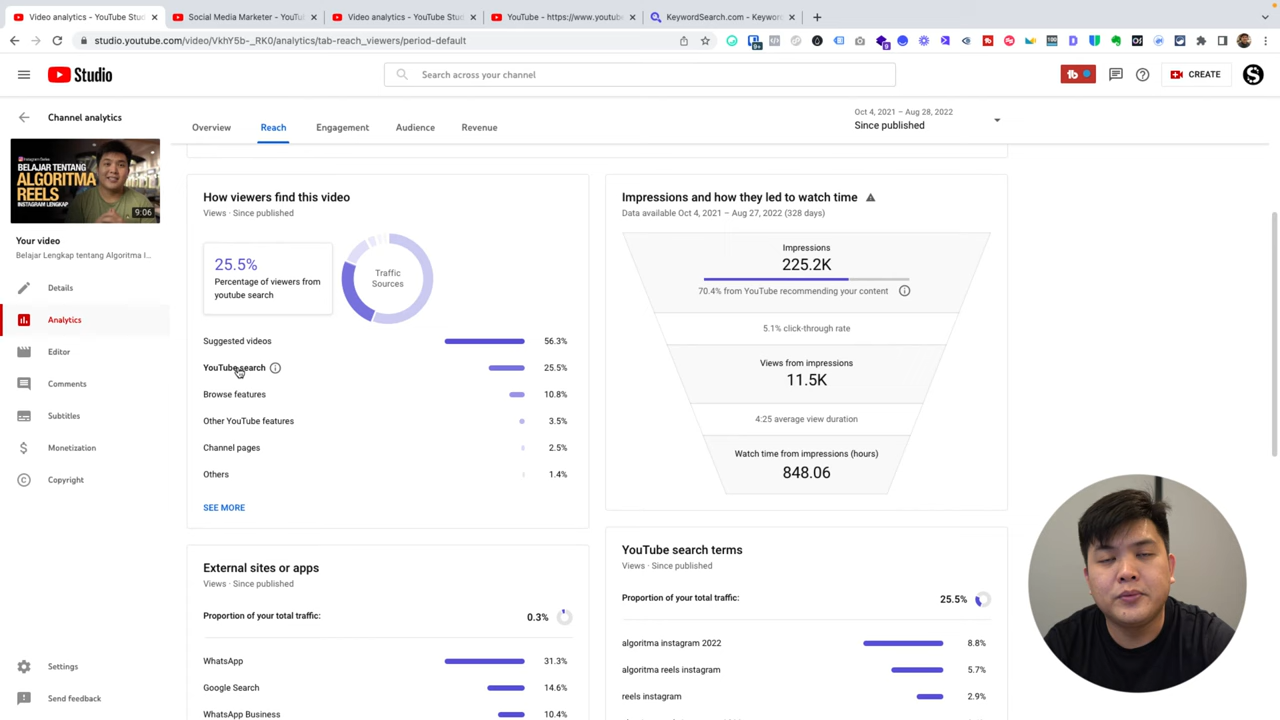 Video analytics - YouTube Stud
Social Media Marketer - YouTu
Video analytics - YouTube Stu
YouTube - https://www.youtub
KeywordSearch.com - Keywor
studio.youtube.com/video/VkhY5b-_RK0/analytics/tab-reach_viewers/period-default
Studio
Search across your channel
CREATE
Channel analytics
Overview
Reach
Engagement
Audience
Revenue
Oct 4, 2021 – Aug 28, 2022
Since published
BELAJAR TENTANG
ALGORITMA
REELS
INSTAGRAM LENGKAP
9:06
Your video
Belajar Lengkap tentang Algoritma I...
Details
Analytics
Editor
Comments
Subtitles
Monetization
Copyright
Settings
Send feedback
How viewers find this video
Views · Since published
25.5%
Percentage of viewers from
youtube search
Traffic
Sources
Suggested videos 56.3%
YouTube search 25.5%
Browse features 10.8%
Other YouTube features 3.5%
Channel pages 2.5%
Others 1.4%
SEE MORE
Impressions and how they led to watch time
Data available Oct 4, 2021 – Aug 27, 2022 (328 days)
Impressions
225.2K
70.4% from YouTube recommending your content
5.1% click-through rate
Views from impressions
11.5K
4:25 average view duration
Watch time from impressions (hours)
848.06
External sites or apps
Views · Since published
Proportion of your total traffic: 0.3%
WhatsApp 31.3%
Google Search 14.6%
WhatsApp Business 10.4%
YouTube search terms
Views · Since published
Proportion of your total traffic: 25.5%
algoritma instagram 2022 8.8%
algoritma reels instagram 5.7%
reels instagram 2.9%